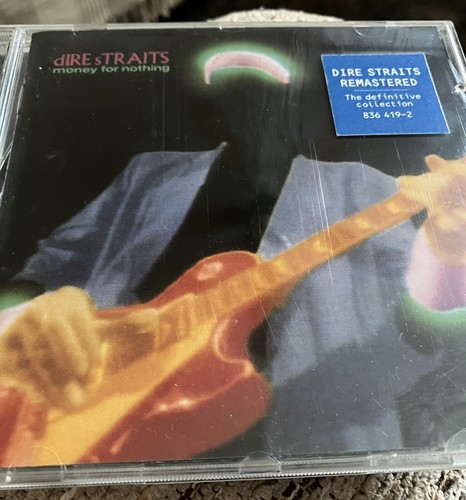 dIRE sTRAITS
money for nothing
DIRE STRAITS
REMASTERED
The definitive
collection
836 419-2